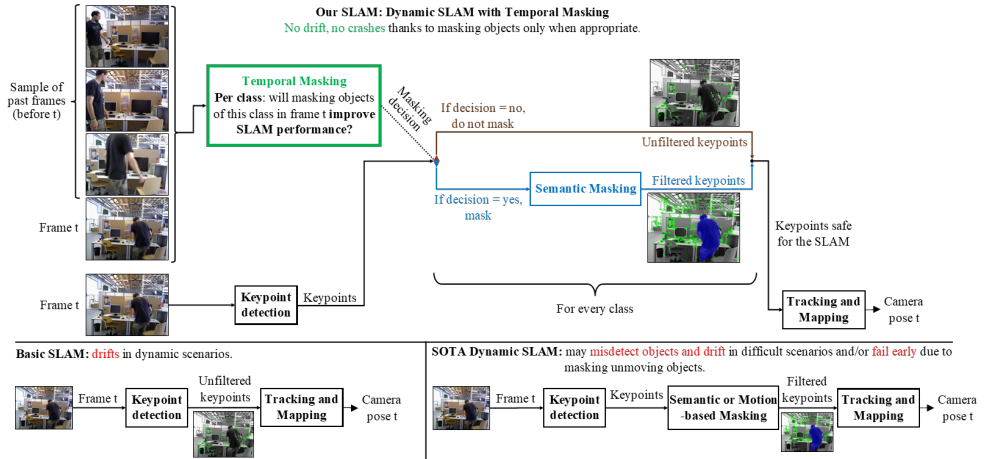 Our SLAM: Dynamic SLAM with Temporal Masking
No drift, no crashes thanks to masking objects only when appropriate.
Sample of
past frames
(before t)
Temporal Masking
Per class: will masking objects
of this class in frame t improve
SLAM performance?
Masking
decision
If decision = no,
do not mask
Unfiltered keypoints
If decision = yes,
mask
Semantic Masking
Filtered keypoints
Frame t
Keypoints safe
for the SLAM
Frame t
Keypoint
detection
Keypoints
For every class
Tracking and
Mapping
Camera
pose t
Basic SLAM: drifts in dynamic scenarios.
Frame t
Keypoint
detection
Unfiltered
keypoints
Tracking and
Mapping
Camera
pose t
SOTA Dynamic SLAM: may misdetect objects and drift in difficult scenarios and/or fail early due to
masking unmoving objects.
Frame t
Keypoint
detection
Keypoints
Semantic or Motion
-based Masking
Filtered
keypoints
Tracking and
Mapping
Camera
pose t